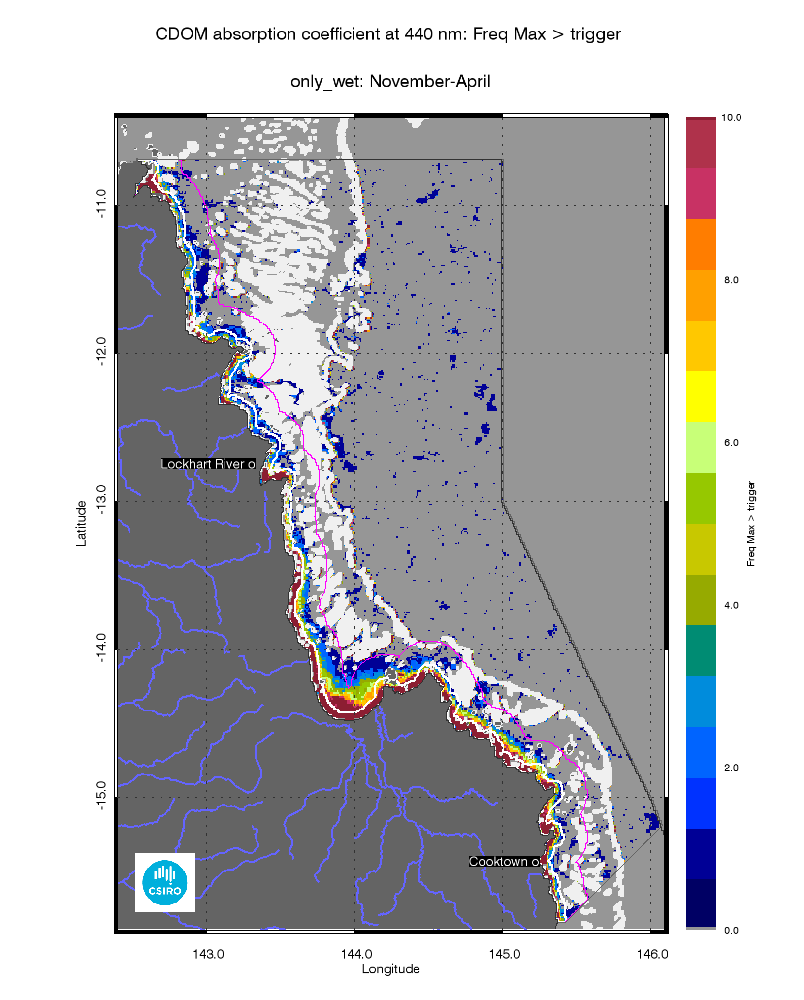 CDOM absorption coefficient at 440 nm: Freq Max > trigger
only_wet: November-April
10.0
8.0
6.0
4.0
2.0
0.0
Freq Max > trigger
-11.0
-12.0
-13.0
-14.0
-15.0
Latitude
Lockhart River o
Cooktown o
CSIRO
143.0
144.0
145.0
146.0
Longitude